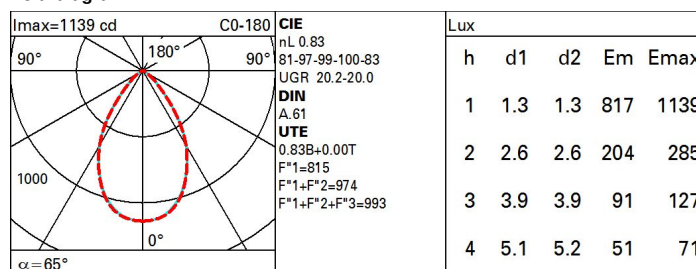 Imax=1139 cd C0-180
90° 180° 90°
1000
0°
α=65°
CIE
nL 0.83
81-97-99-100-83
UGR 20.2-20.0
DIN
A.61
UTE
0.83B+0.00T
F"1=815
F"1+F"2=974
F"1+F"2+F"3=993
Lux
h d1 d2 Em Emax
1 1.3 1.3 817 1139
2 2.6 2.6 204 285
3 3.9 3.9 91 127
4 5.1 5.2 51 71